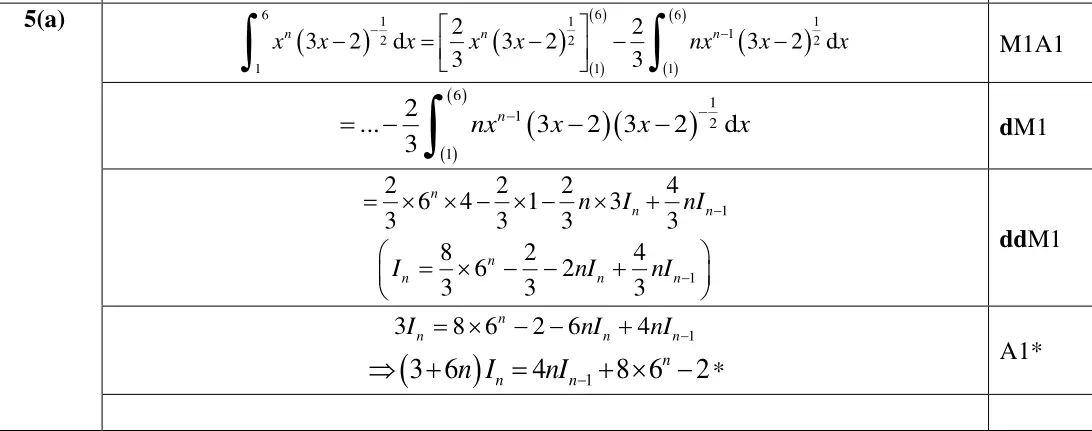 5(a)
∫₁⁶ xⁿ(3x − 2)^(−1/2) dx = [2/3 xⁿ(3x − 2)^(1/2)]₍₁₎⁽⁶⁾ − 2/3 ∫₍₁₎⁽⁶⁾ nxⁿ⁻¹(3x − 2)^(1/2) dx M1A1
= ... − 2/3 ∫₍₁₎⁽⁶⁾ nxⁿ⁻¹(3x − 2)(3x − 2)^(−1/2) dx dM1
= 2/3 × 6ⁿ × 4 − 2/3 × 1 − 2/3 n × 3Iₙ + 4/3 nIₙ₋₁
(Iₙ = 8/3 × 6ⁿ − 2/3 − 2nIₙ + 4/3 nIₙ₋₁) ddM1
3Iₙ = 8 × 6ⁿ − 2 − 6nIₙ + 4nIₙ₋₁
⇒ (3 + 6n)Iₙ = 4nIₙ₋₁ + 8 × 6ⁿ − 2 * A1*